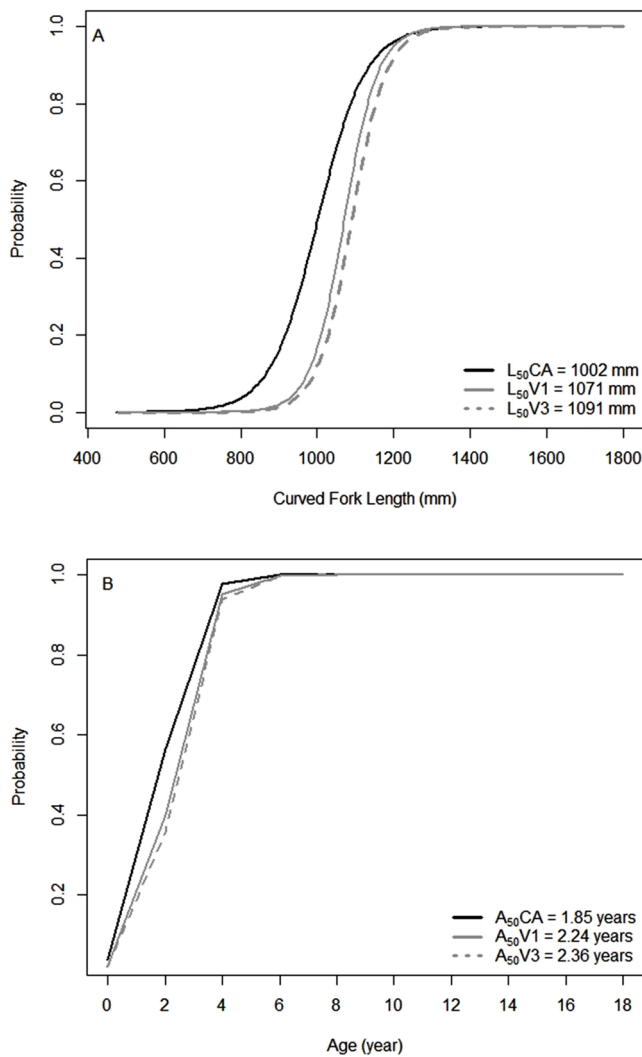 A
Probability
1.0
0.8
0.6
0.4
0.2
0.0
L₅₀CA = 1002 mm
L₅₀V1 = 1071 mm
L₅₀V3 = 1091 mm
400 600 800 1000 1200 1400 1600 1800
Curved Fork Length (mm)
B
Probability
1.0
0.8
0.6
0.4
0.2
A₅₀CA = 1.85 years
A₅₀V1 = 2.24 years
A₅₀V3 = 2.36 years
0 2 4 6 8 10 12 14 16 18
Age (year)